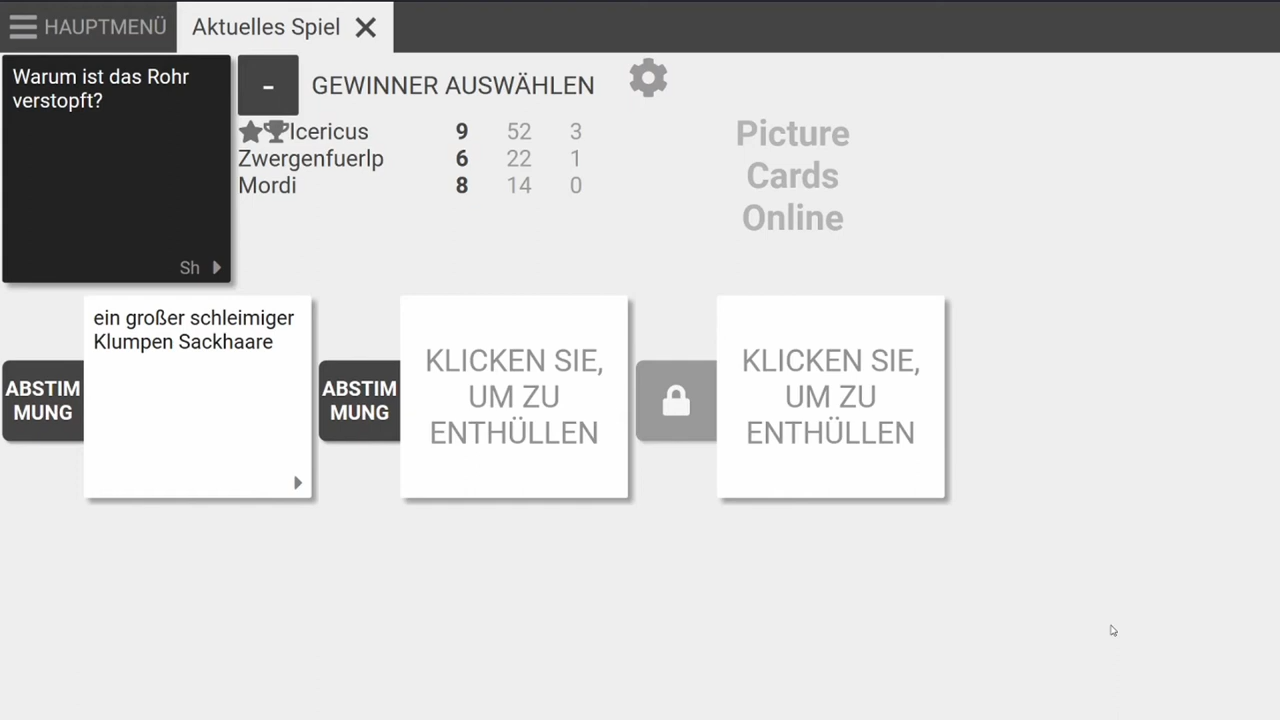 HAUPTMENÜ
Aktuelles Spiel
Warum ist das Rohr
verstopft?
Sh
-
GEWINNER AUSWÄHLEN
Icericus 9 52 3
Zwergenfuerlp 6 22 1
Mordi 8 14 0
Picture
Cards
Online
ABSTIM
MUNG
ein großer schleimiger
Klumpen Sackhaare
ABSTIM
MUNG
KLICKEN SIE,
UM ZU
ENTHÜLLEN
KLICKEN SIE,
UM ZU
ENTHÜLLEN